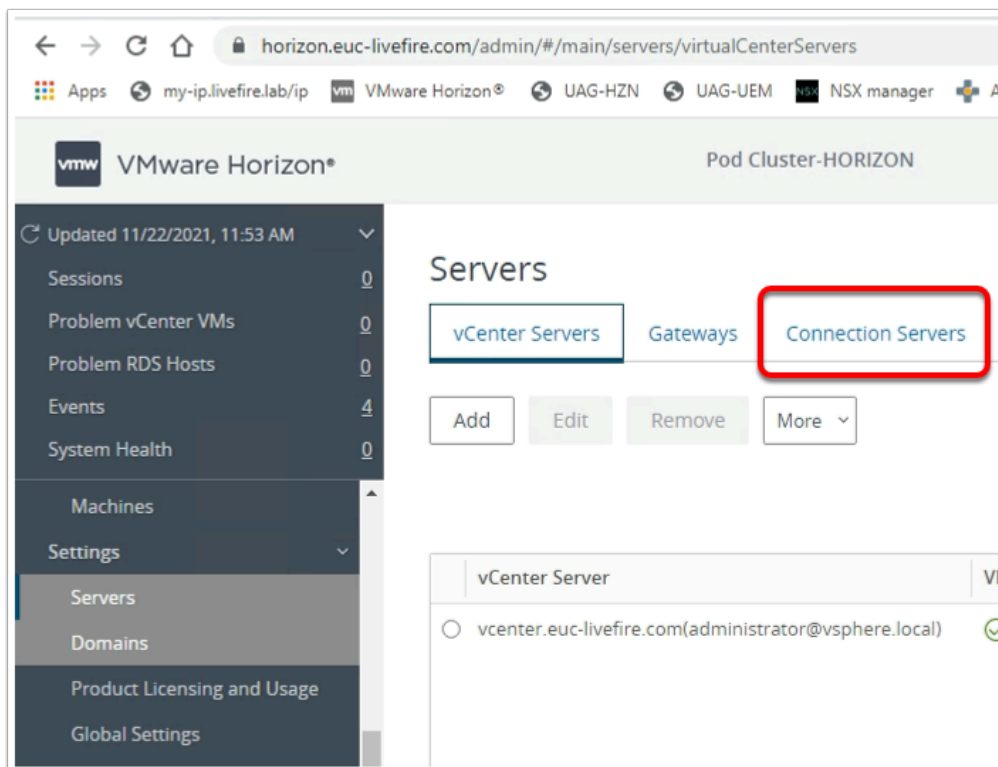 horizon.euc-livefire.com/admin/#/main/servers/virtualCenterServers
Apps my-ip.livefire.lab/ip vm VMware Horizon® UAG-HZN UAG-UEM NSX NSX manager A
vmw VMware Horizon® Pod Cluster-HORIZON
Updated 11/22/2021, 11:53 AM
Sessions 0
Problem vCenter VMs 0
Problem RDS Hosts 0
Events 4
System Health 0
Machines
Settings
Servers
Domains
Product Licensing and Usage
Global Settings
Servers
vCenter Servers Gateways Connection Servers
Add Edit Remove More
vCenter Server
vcenter.euc-livefire.com(administrator@vsphere.local)